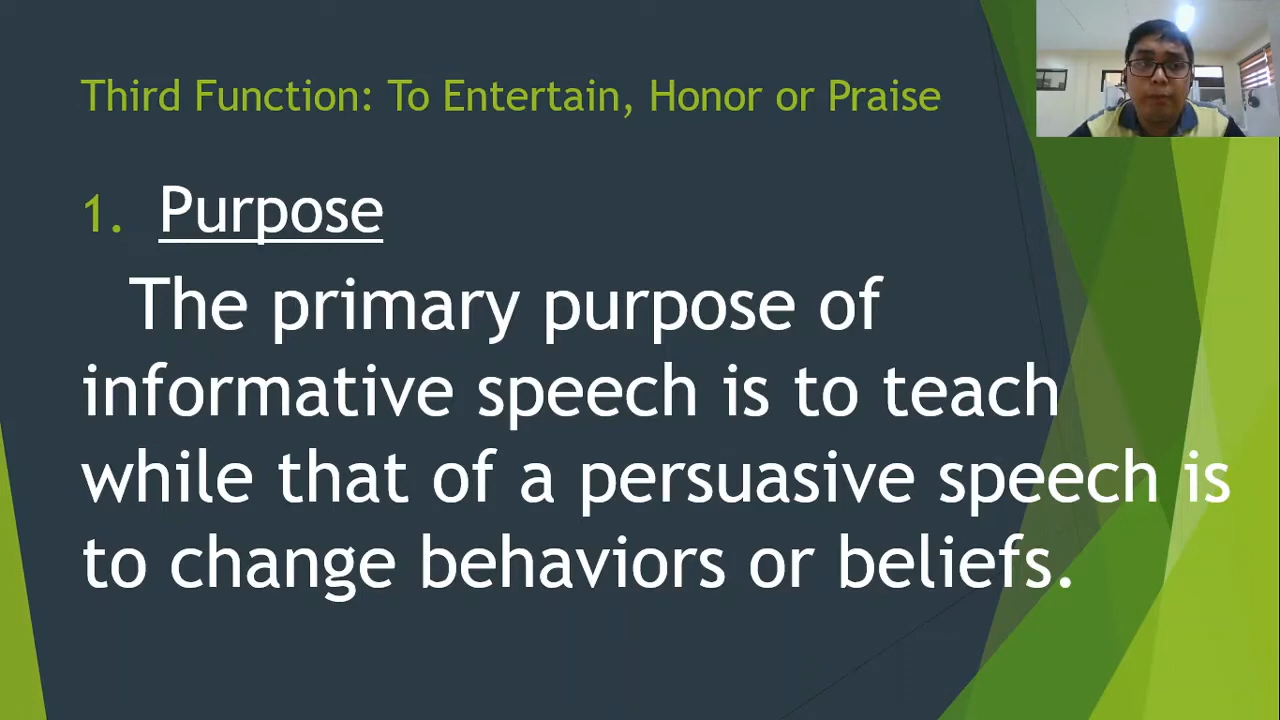 Third Function: To Entertain, Honor or Praise
1. Purpose
The primary purpose of
informative speech is to teach
while that of a persuasive speech is
to change behaviors or beliefs.